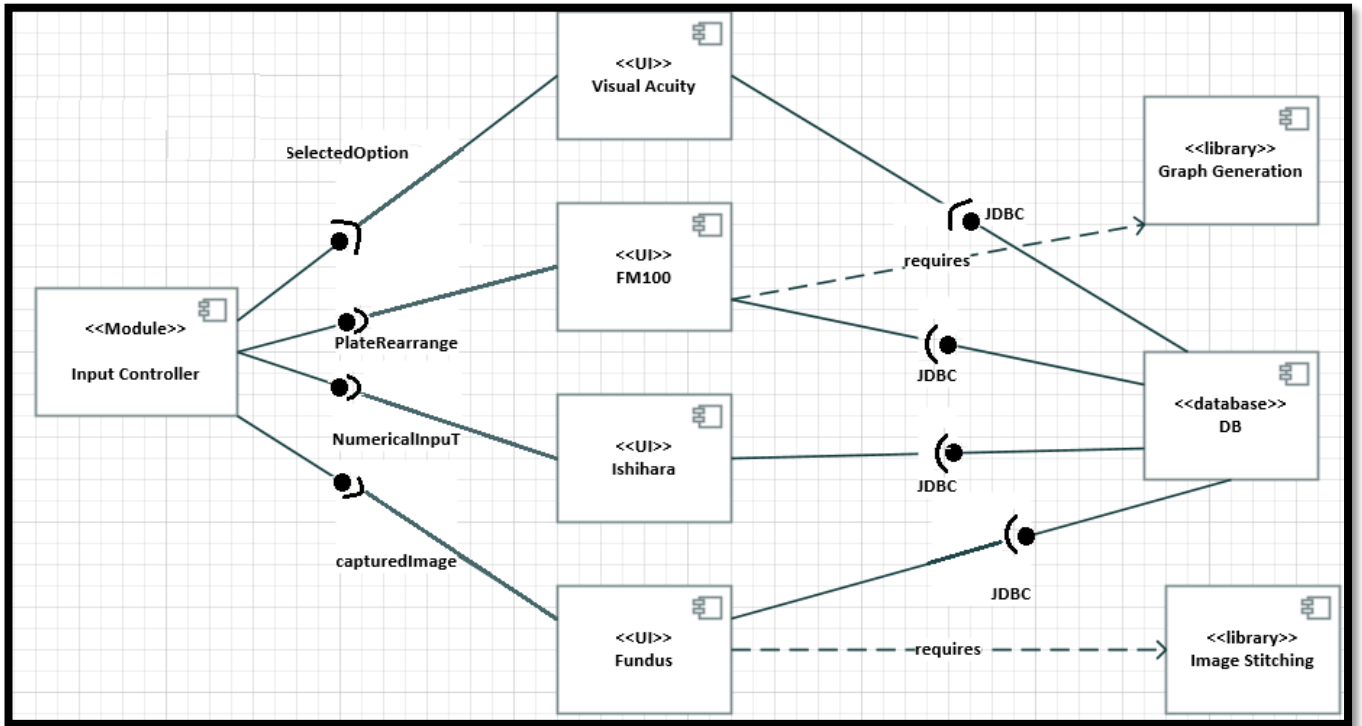 <<UI>>
Visual Acuity
<<library>>
Graph Generation
SelectedOption
JDBC
<<UI>>
FM100
requires
<<Module>>
Input Controller
PlateRearrange
JDBC
<<database>>
DB
NumericalInpuT
<<UI>>
Ishihara
JDBC
capturedImage
JDBC
<<UI>>
Fundus
requires
<<library>>
Image Stitching